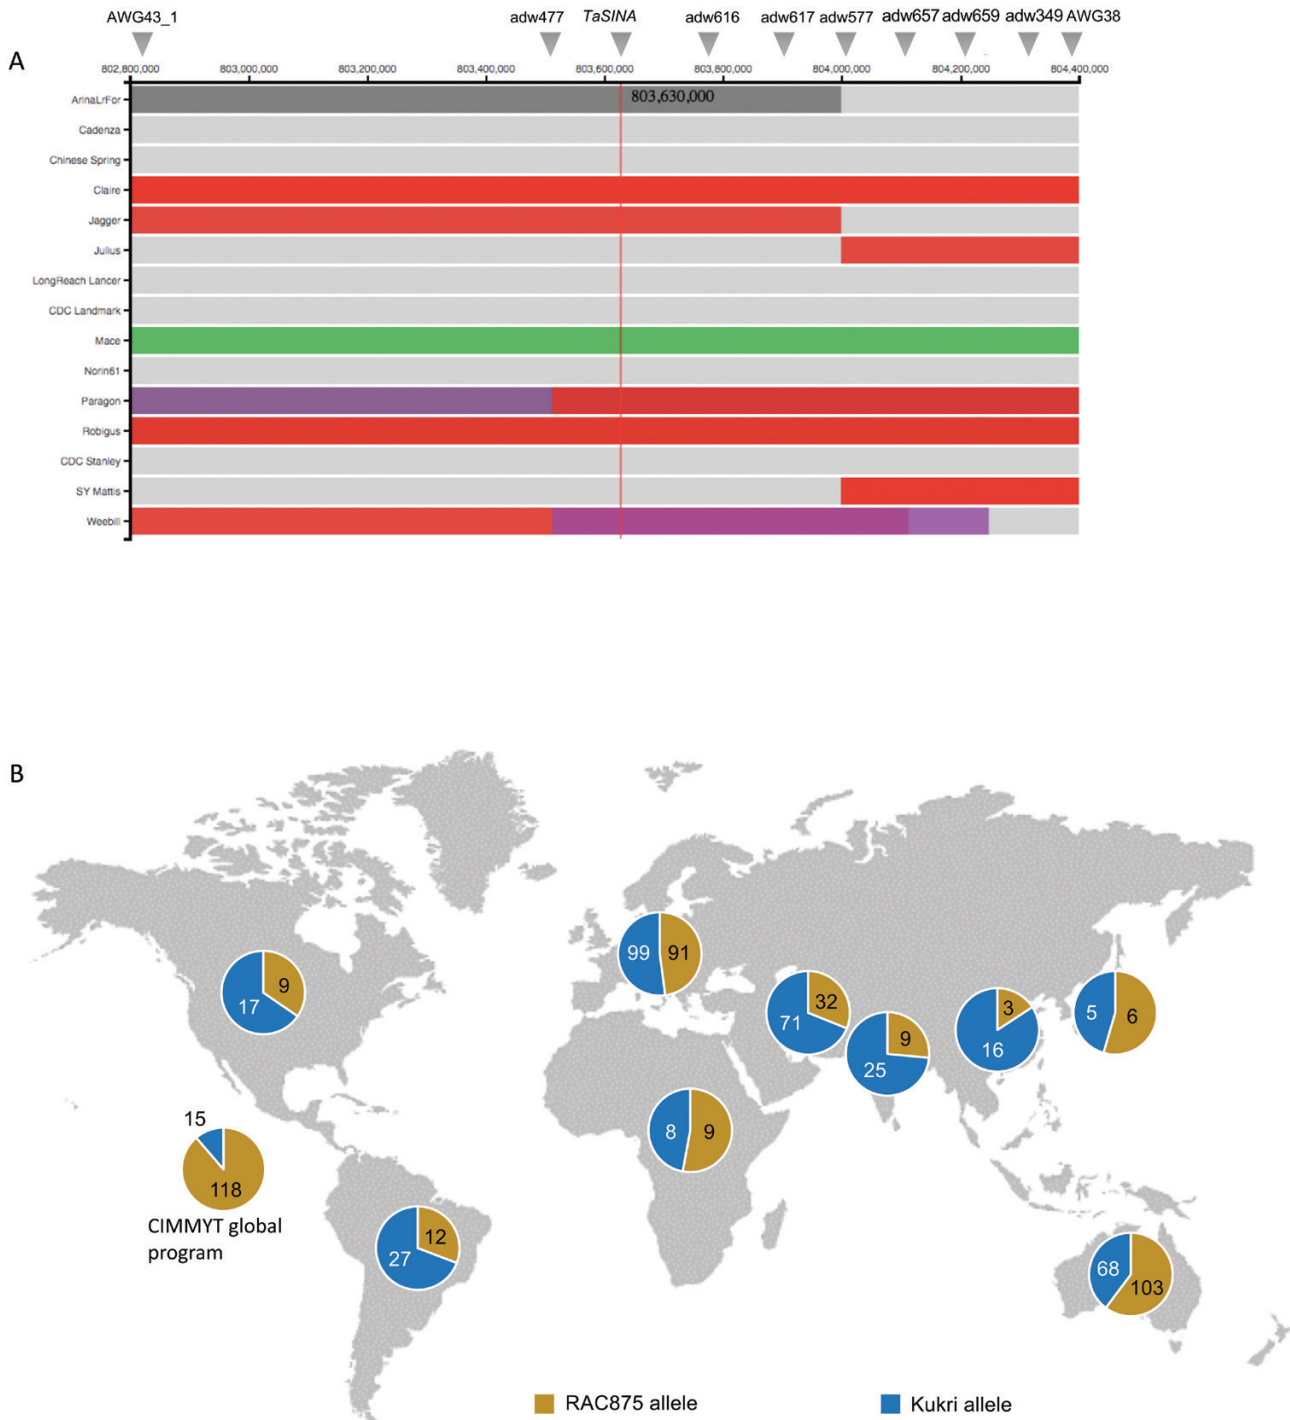 AWG43_1 adw477 TaSINA adw616 adw617 adw577 adw657 adw659 adw349 AWG38
A
802,800,000 803,000,000 803,200,000 803,400,000 803,600,000 803,800,000 804,000,000 804,200,000 804,400,000
ArinaLrFor 803,630,000
Cadenza
Chinese Spring
Claire
Jagger
Julius
LongReach Lancer
CDC Landmark
Mace
Norin61
Paragon
Robigus
CDC Stanley
SY Mattis
Weebill
B
99 91
9
17
32
71
9
25
3
16
5 6
15
118
8 9
CIMMYT global
program
12
27
68
103
RAC875 allele Kukri allele